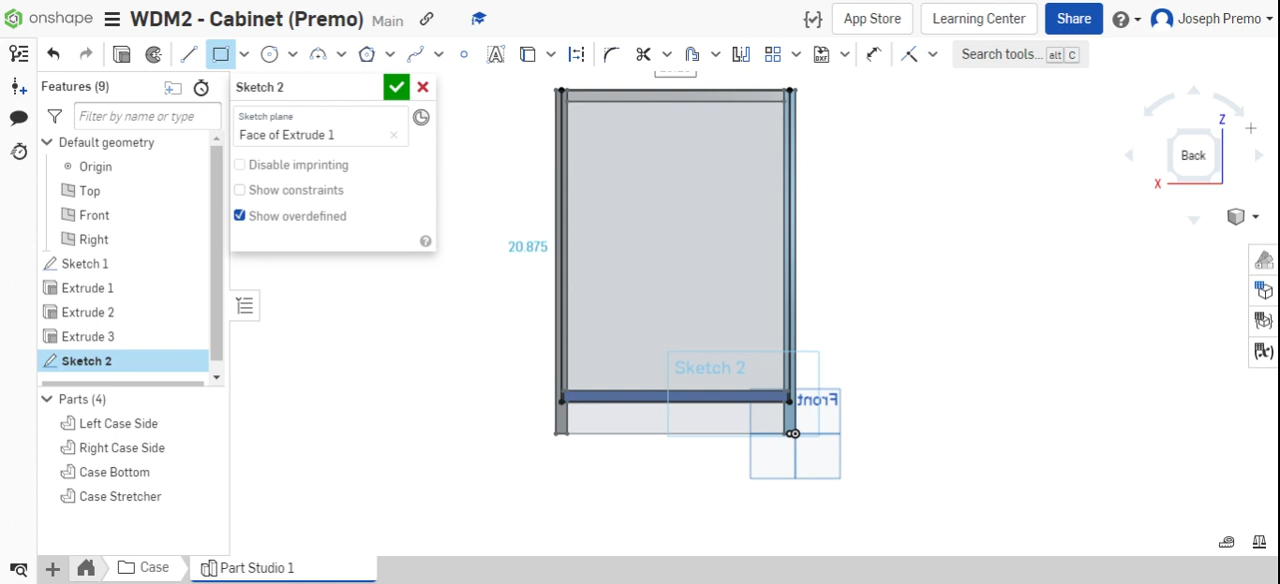 onshape WDM2 - Cabinet (Premo) Main App Store Learning Center Share Joseph Premo
Search tools... alt C
Features (9)
Filter by name or type
Default geometry
Origin
Top
Front
Right
Sketch 1
Extrude 1
Extrude 2
Extrude 3
Sketch 2
Parts (4)
Left Case Side
Right Case Side
Case Bottom
Case Stretcher
Sketch 2
Sketch plane
Face of Extrude 1
Disable imprinting
Show constraints
Show overdefined
20.875
Sketch 2
Front
Z
Back
X
Case Part Studio 1